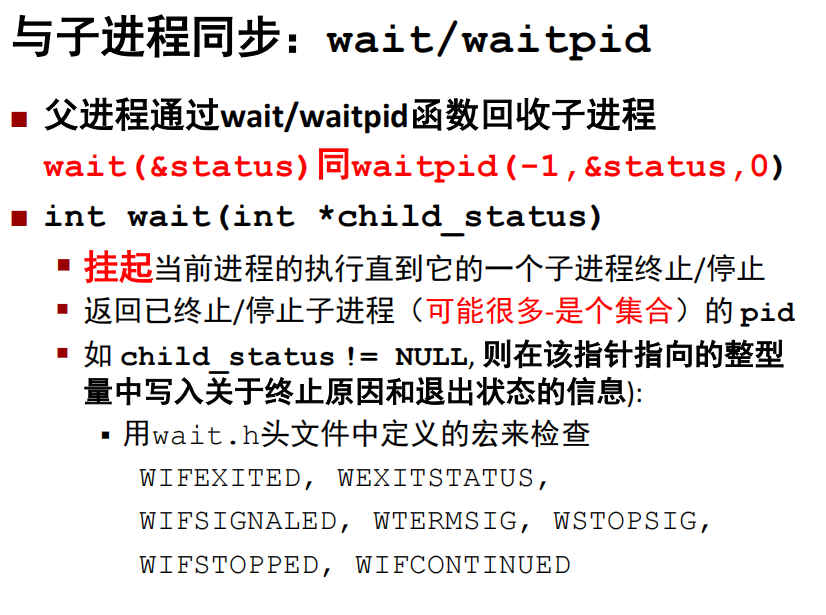 与子进程同步：wait/waitpid
■ 父进程通过wait/waitpid函数回收子进程
wait(&status)同waitpid(-1,&status,0)
■ int wait(int *child_status)
▪ 挂起当前进程的执行直到它的一个子进程终止/停止
▪ 返回已终止/停止子进程（可能很多-是个集合）的 pid
▪ 如 child_status != NULL, 则在该指针指向的整型
量中写入关于终止原因和退出状态的信息):
▪ 用wait.h头文件中定义的宏来检查
WIFEXITED, WEXITSTATUS,
WIFSIGNALED, WTERMSIG, WSTOPSIG,
WIFSTOPPED, WIFCONTINUED